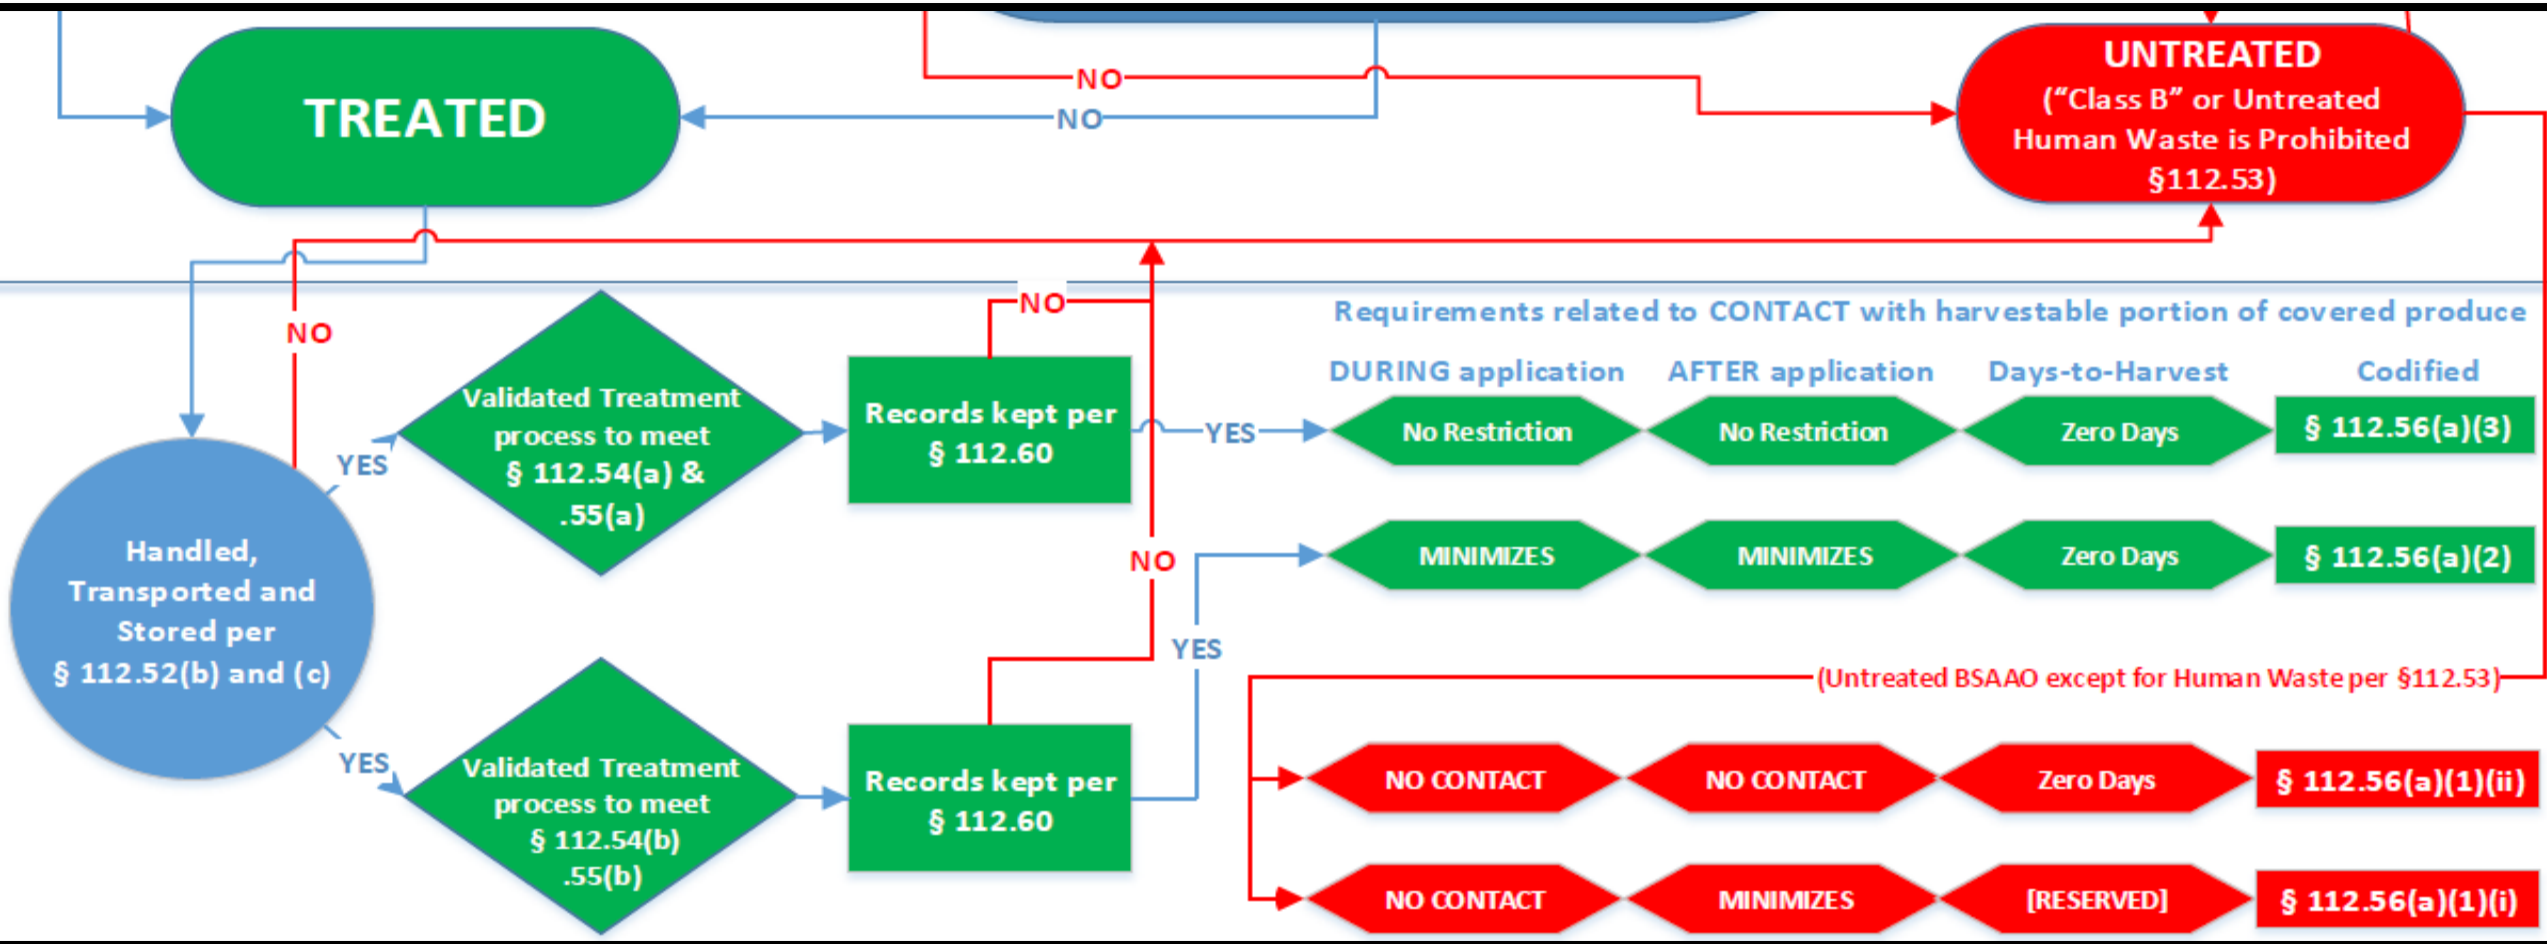 TREATED
NO
NO
UNTREATED
(“Class B” or Untreated
Human Waste is Prohibited
§112.53)
NO
NO
Requirements related to CONTACT with harvestable portion of covered produce
DURING application
AFTER application
Days-to-Harvest
Codified
Handled,
Transported and
Stored per
§ 112.52(b) and (c)
YES
Validated Treatment
process to meet
§ 112.54(a) &
.55(a)
Records kept per
§ 112.60
YES
No Restriction
No Restriction
Zero Days
§ 112.56(a)(3)
NO
YES
MINIMIZES
MINIMIZES
Zero Days
§ 112.56(a)(2)
YES
Validated Treatment
process to meet
§ 112.54(b)
.55(b)
Records kept per
§ 112.60
(Untreated BSAAO except for Human Waste per §112.53)
NO CONTACT
NO CONTACT
Zero Days
§ 112.56(a)(1)(ii)
NO CONTACT
MINIMIZES
[RESERVED]
§ 112.56(a)(1)(i)